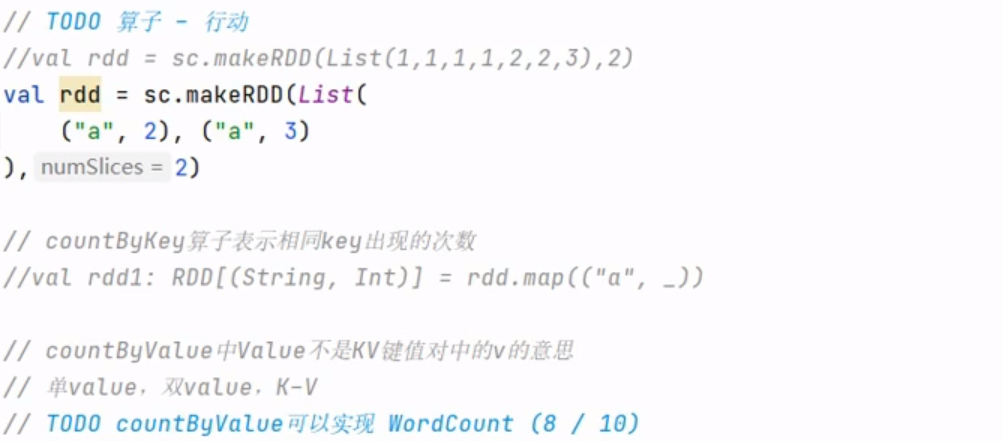 // TODO 算子 - 行动
//val rdd = sc.makeRDD(List(1,1,1,1,2,2,3),2)
val rdd = sc.makeRDD(List(
("a", 2), ("a", 3)
), numSlices = 2)
// countByKey算子表示相同key出现的次数
//val rdd1: RDD[(String, Int)] = rdd.map(("a", _))
// countByValue中Value不是KV键值对中的v的意思
// 单value，双value，K-V
// TODO countByValue可以实现 WordCount (8 / 10)